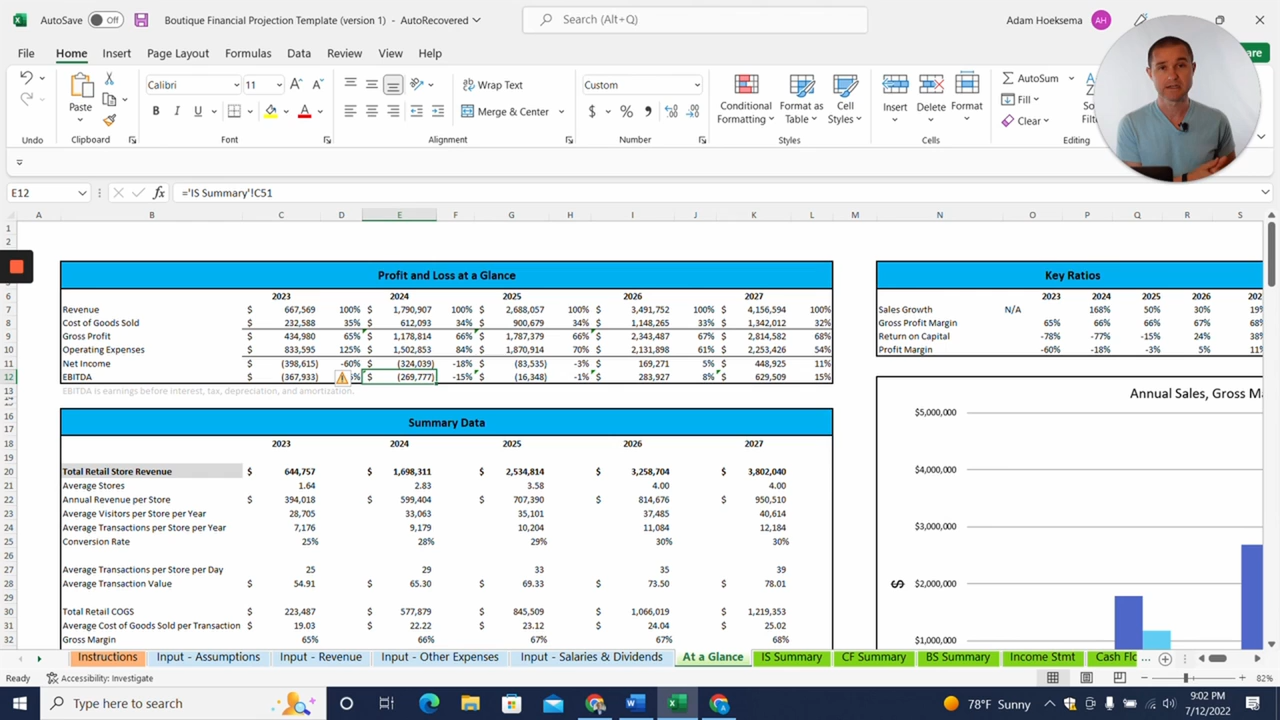 AutoSave Off Boutique Financial Projection Template (version 1) - AutoRecovered Search (Alt+Q) Adam Hoeksema AH
File Home Insert Page Layout Formulas Data Review View Help
Paste Calibri 11 Wrap Text Custom Conditional Formatting Format as Table Cell Styles Insert Delete Format AutoSum
B I U A Merge & Center $ % Fill
Clear
Undo Clipboard Font Alignment Number Styles Cells Editing
E12 fx ='IS Summary'!C51
A B C D E F G H I J K L M N O P Q R S
Profit and Loss at a Glance
2023 2024 2025 2026 2027
Revenue $ 667,569 100% $ 1,790,907 100% $ 2,688,057 100% $ 3,491,752 100% $ 4,156,594 100%
Cost of Goods Sold $ 232,588 35% $ 612,093 34% $ 900,679 34% $ 1,148,265 33% $ 1,342,012 32%
Gross Profit $ 434,980 65% $ 1,178,814 66% $ 1,787,379 66% $ 2,343,487 67% $ 2,814,582 68%
Operating Expenses $ 833,595 125% $ 1,502,853 84% $ 1,870,914 70% $ 2,131,898 61% $ 2,253,426 54%
Net Income $ (398,615) -60% $ (324,039) -18% $ (83,535) -3% $ 169,271 5% $ 448,925 11%
EBITDA $ (367,933) $ (269,777) -15% $ (16,348) -1% $ 283,927 8% $ 629,509 15%
EBITDA is earnings before interest, tax, depreciation, and amortization.
Summary Data
2023 2024 2025 2026 2027
Total Retail Store Revenue $ 644,757 $ 1,698,311 $ 2,534,814 $ 3,258,704 $ 3,802,040
Average Stores 1.64 2.83 3.58 4.00 4.00
Annual Revenue per Store $ 394,018 $ 599,404 $ 707,390 $ 814,676 $ 950,510
Average Visitors per Store per Year 28,705 33,063 35,101 37,485 40,614
Average Transactions per Store per Year 7,176 9,179 10,204 11,084 12,184
Conversion Rate 25% 28% 29% 30% 30%
Average Transactions per Store per Day 25 29 33 35 39
Average Transaction Value $ 54.91 $ 65.30 $ 69.33 $ 73.50 $ 78.01
Total Retail COGS $ 223,487 $ 577,879 $ 845,509 $ 1,066,019 $ 1,219,353
Average Cost of Goods Sold per Transaction $ 19.03 $ 22.22 $ 23.12 $ 24.04 $ 25.02
Gross Margin 65% 66% 67% 67% 68%
Key Ratios
2023 2024 2025 2026
Sales Growth N/A 168% 50% 30% 19%
Gross Profit Margin 65% 66% 66% 67% 68%
Return on Capital -78% -77% -15% 24% 38%
Profit Margin -60% -18% -3% 5% 11%
Annual Sales, Gross Ma
$5,000,000
$4,000,000
$3,000,000
$ $2,000,000
$1,000,000
Instructions Input - Assumptions Input - Revenue Input - Other Expenses Input - Salaries & Dividends At a Glance IS Summary CF Summary BS Summary Income Stmt Cash Flo ...
Ready Accessibility: Investigate 82%
Type here to search 78°F Sunny 9:02 PM
7/12/2022